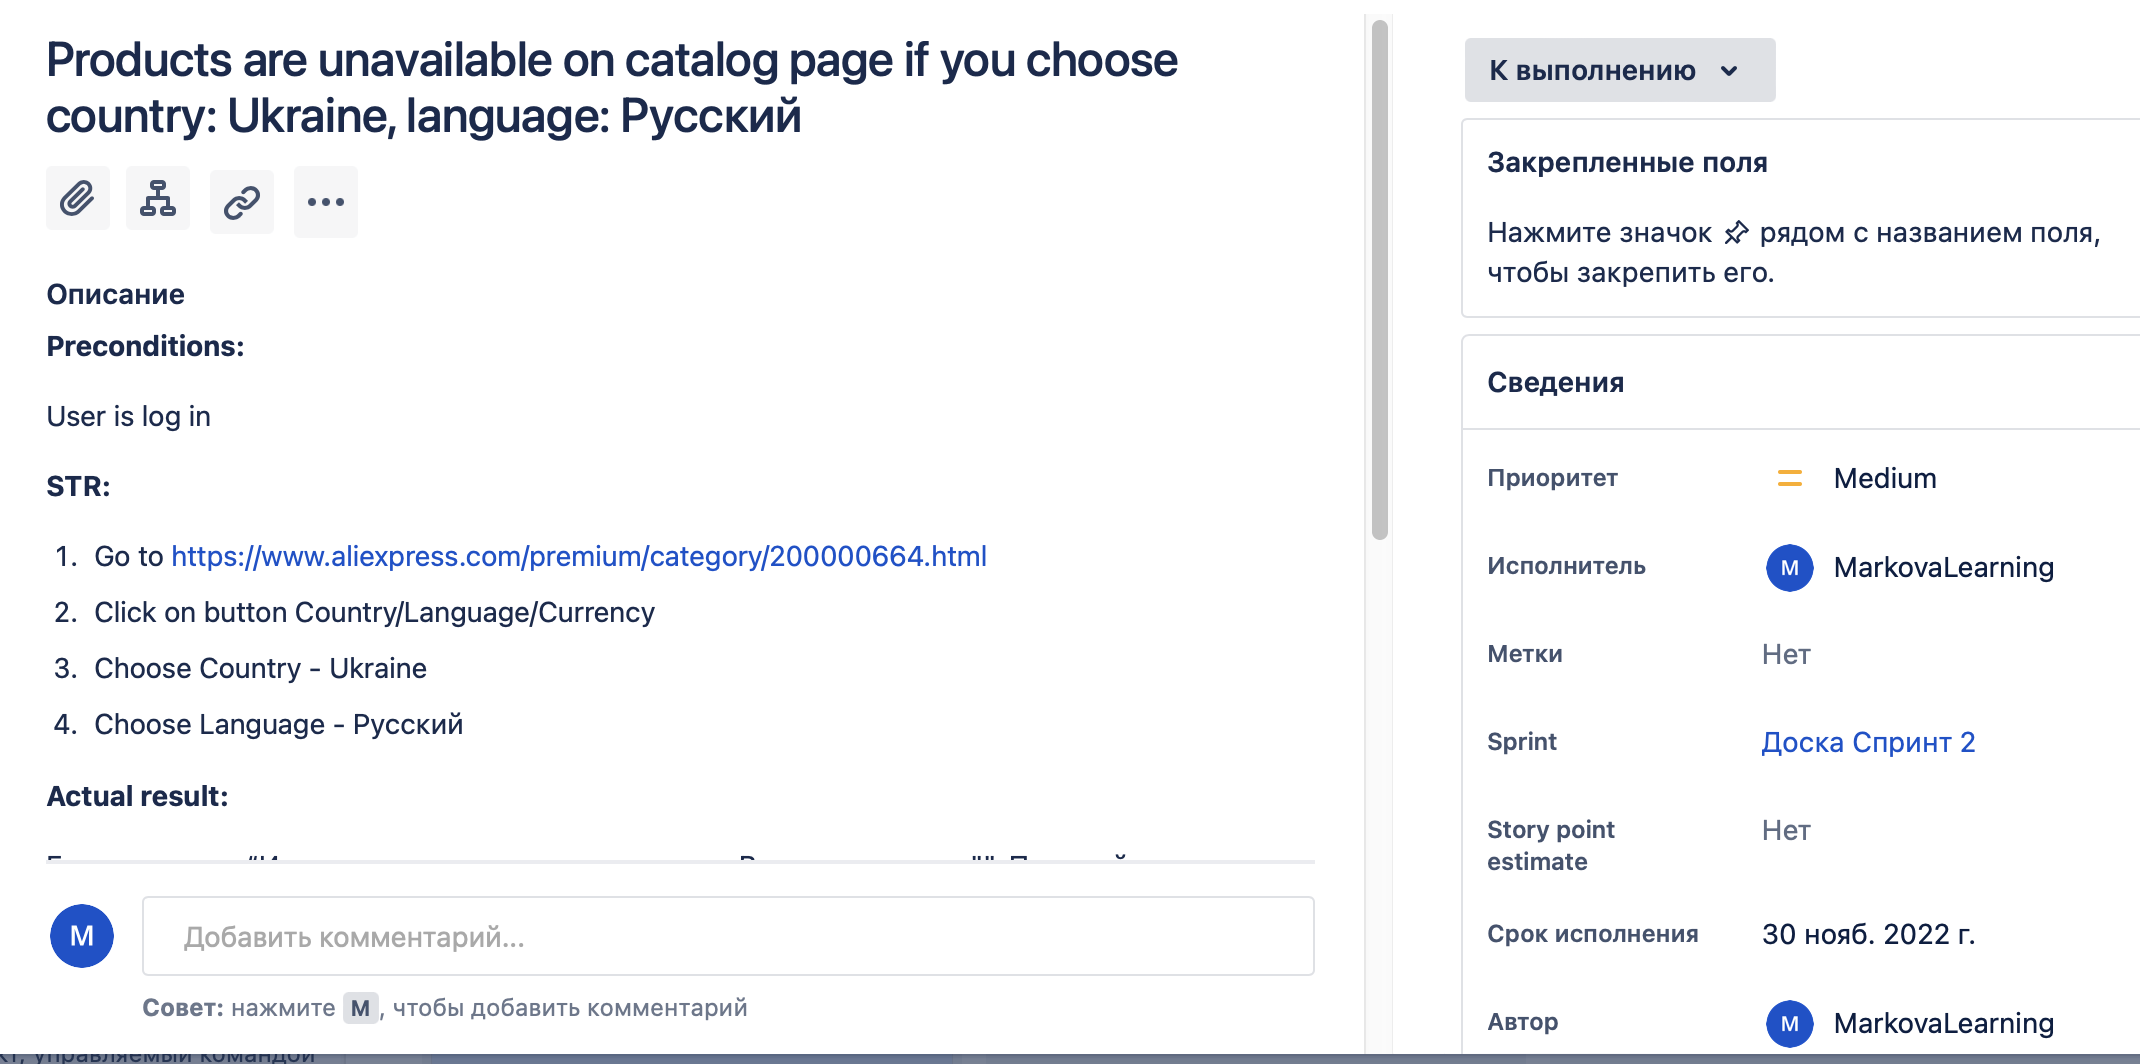 Products are unavailable on catalog page if you choose
country: Ukraine, language: Русский
Описание
Preconditions:
User is log in
STR:
1. Go to https://www.aliexpress.com/premium/category/200000664.html
2. Click on button Country/Language/Currency
3. Choose Country - Ukraine
4. Choose Language - Русский
Actual result:
M
Добавить комментарий...
Совет: нажмите M, чтобы добавить комментарий
управляемый командой
К выполнению
Закрепленные поля
Нажмите значок рядом с названием поля,
чтобы закрепить его.
Сведения
Приоритет
Medium
Исполнитель
M MarkovaLearning
Метки
Нет
Sprint
Доска Спринт 2
Story point
estimate
Нет
Срок исполнения
30 нояб. 2022 г.
Автор
M MarkovaLearning